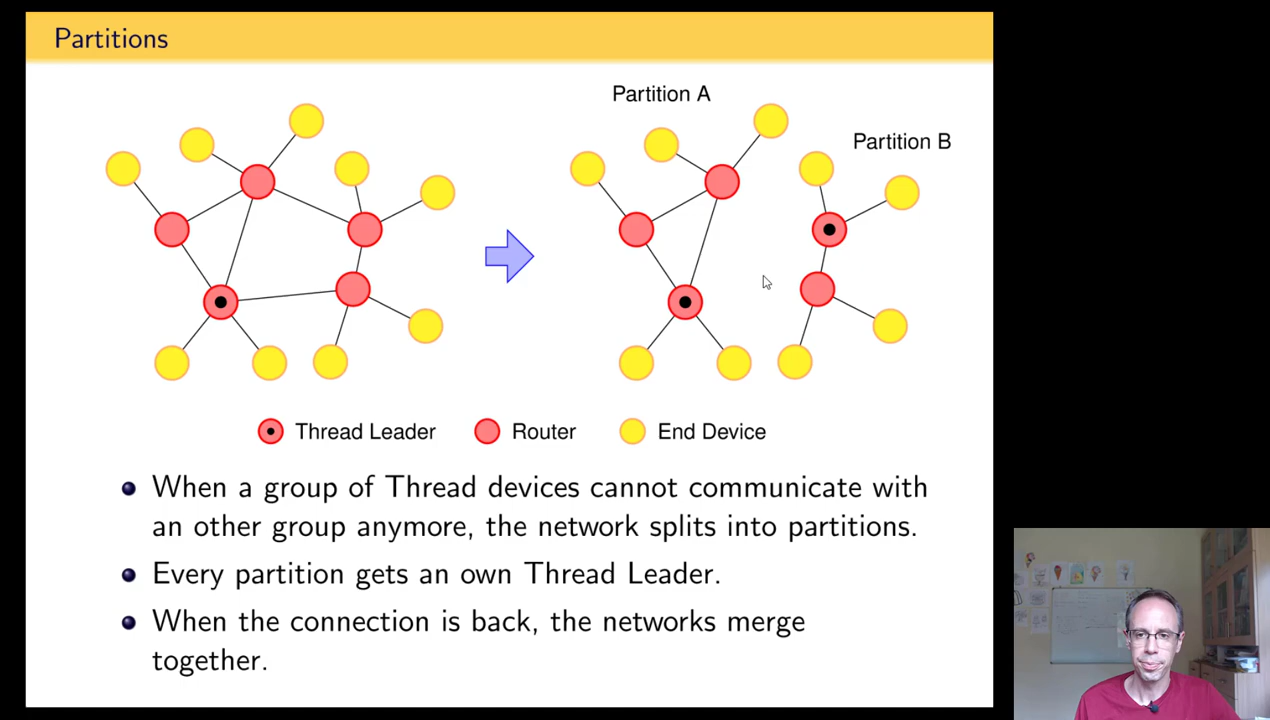 Partitions
Partition A
Partition B
Thread Leader
Router
End Device
When a group of Thread devices cannot communicate with
an other group anymore, the network splits into partitions.
Every partition gets an own Thread Leader.
When the connection is back, the networks merge
together.